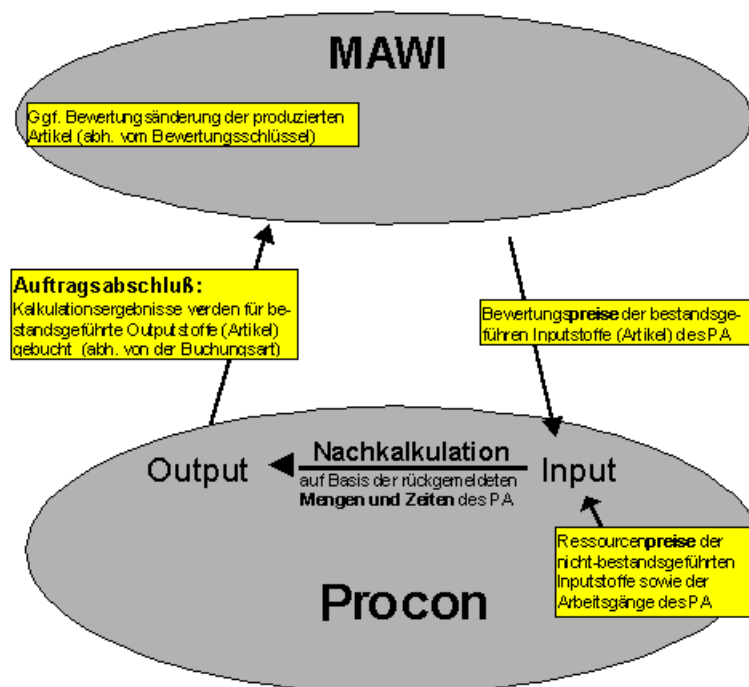 MAWI
Ggf. Bewertungsänderung der produzierten
Artikel (abh. vom Bewertungsschlüssel)
Auftragsabschluß:
Kalkulationsergebnisse werden für be-
standsgeführte Outputstoffe (Artikel)
gebucht (abh. von der Buchungsart)
Bewertungspreise der bestandsge-
führen Inputstoffe (Artikel) des PA
Output
Nachkalkulation
auf Basis der rückgemeldeten
Mengen und Zeiten des PA
Input
Ressourcenpreise der
nicht-bestandsgeführten
Inputstoffe sowie der
Arbeitsgänge des PA
Procon